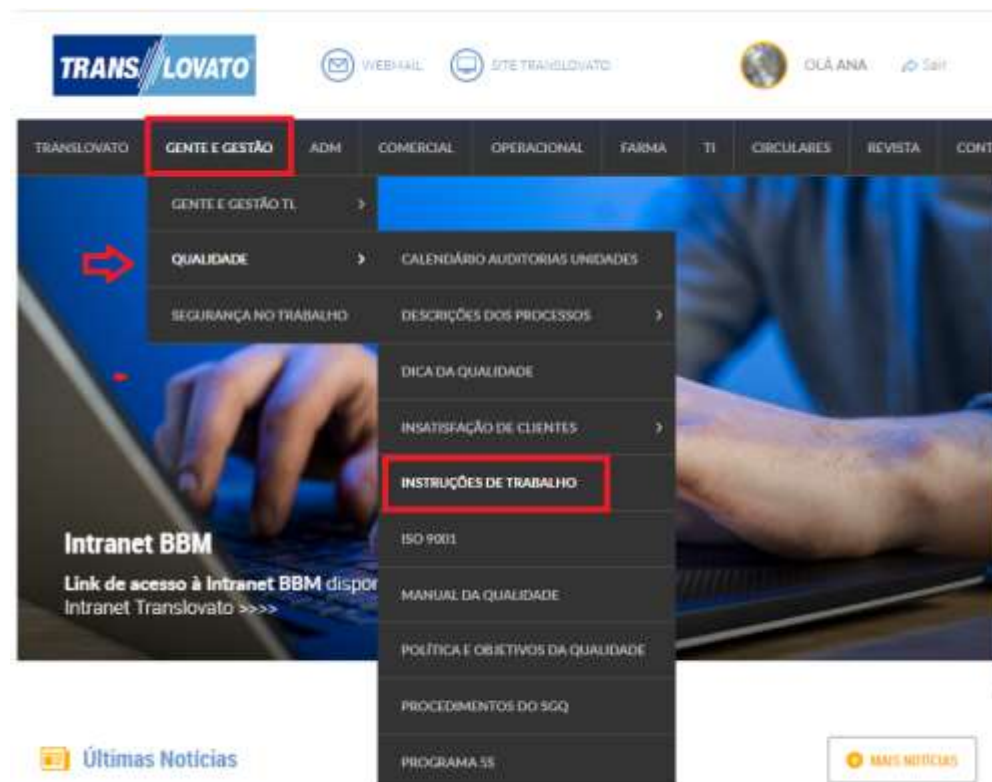 TRANS LOVATO
WEBMAIL
SITE TRANSLOVATO
OLÁ ANA
Sair
TRANSLOVATO
GENTE E GESTÃO
ADM
COMERCIAL
OPERACIONAL
FARMA
TI
CIRCULARES
REVISTA
CONT
GENTE E GESTÃO TL
QUALIDADE
SEGURANÇA NO TRABALHO
CALENDÁRIO AUDITORIAS UNIDADES
DESCRIÇÕES DOS PROCESSOS
DICA DA QUALIDADE
INSATISFAÇÃO DE CLIENTES
INSTRUÇÕES DE TRABALHO
ISO 9001
MANUAL DA QUALIDADE
POLÍTICA E OBJETIVOS DA QUALIDADE
PROCEDIMENTOS DO SGQ
PROGRAMA 5S
Intranet BBM
Link de acesso à Intranet BBM dispor
Intranet Translovato >>>>
Últimas Notícias
MAIS NOTÍCIAS